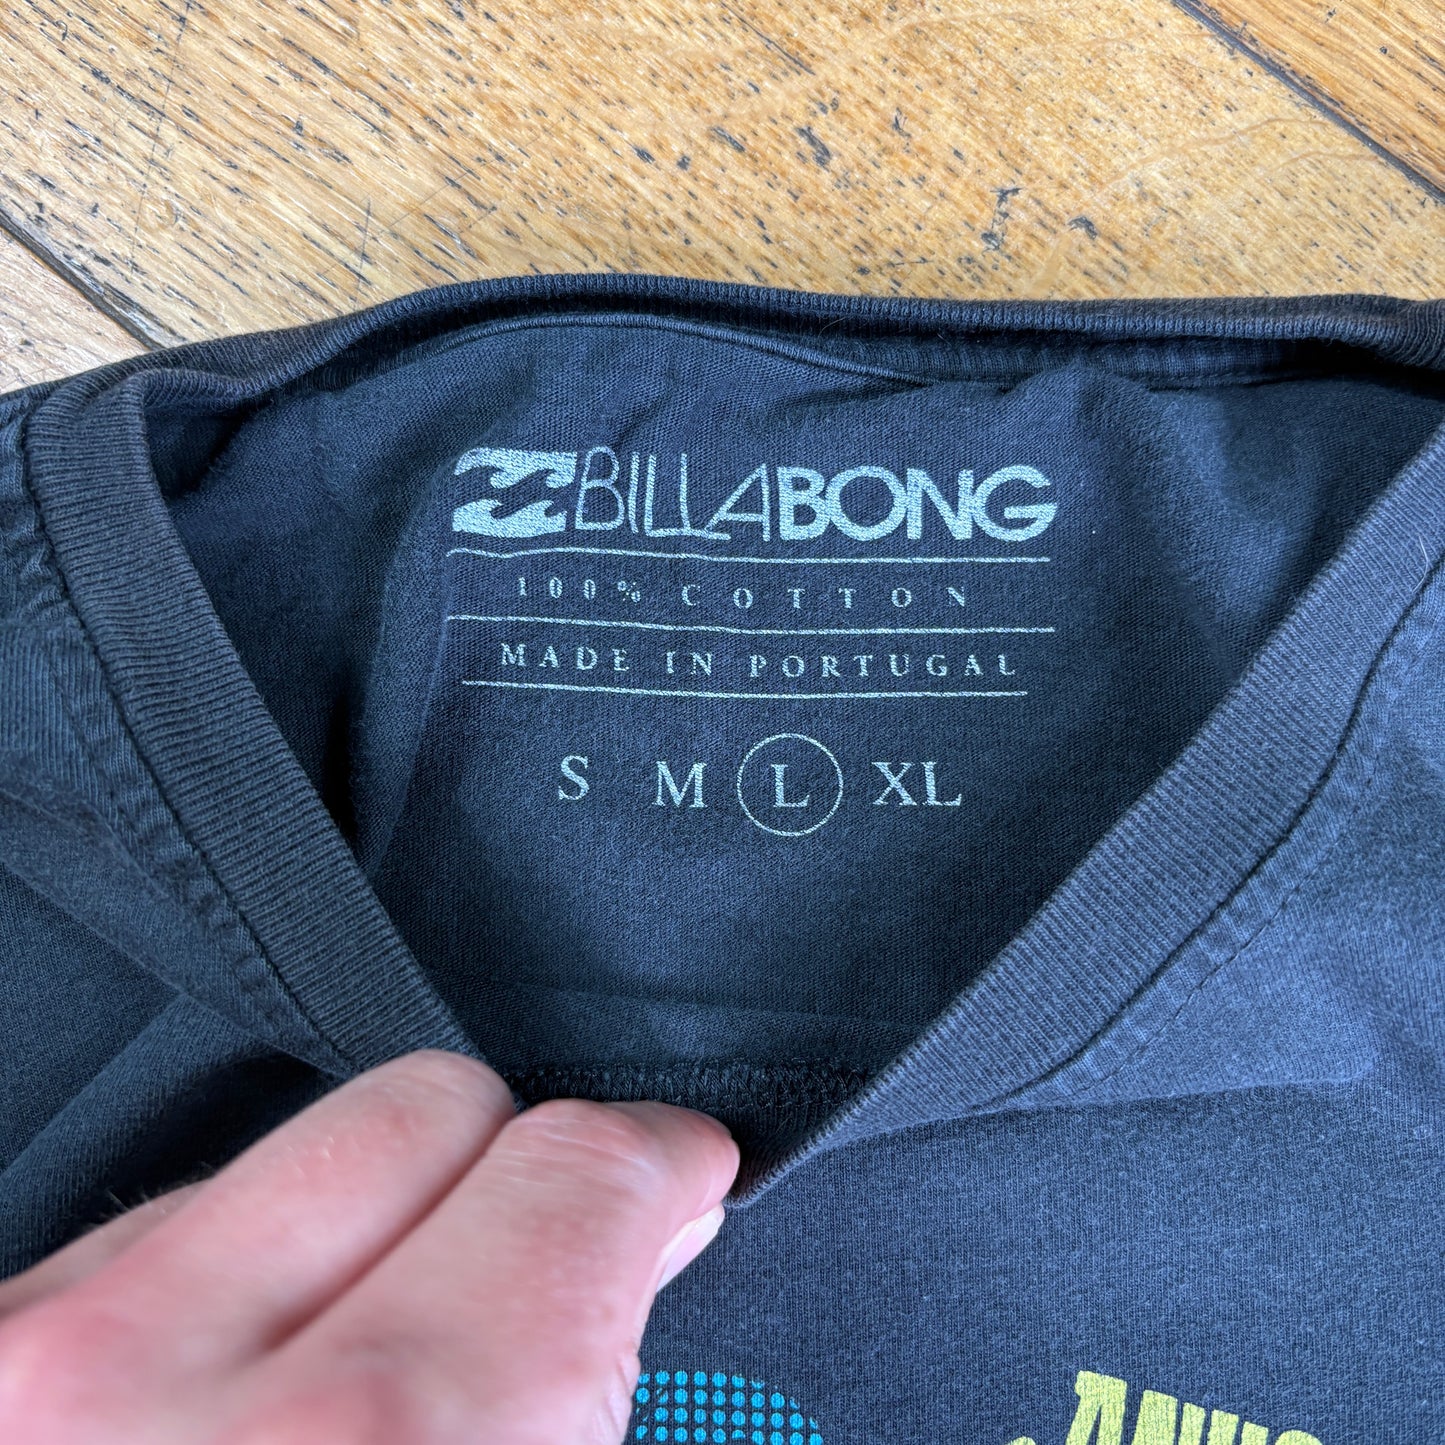 BILLABONG
100% COTTON
MADE IN PORTUGAL
S M L XL